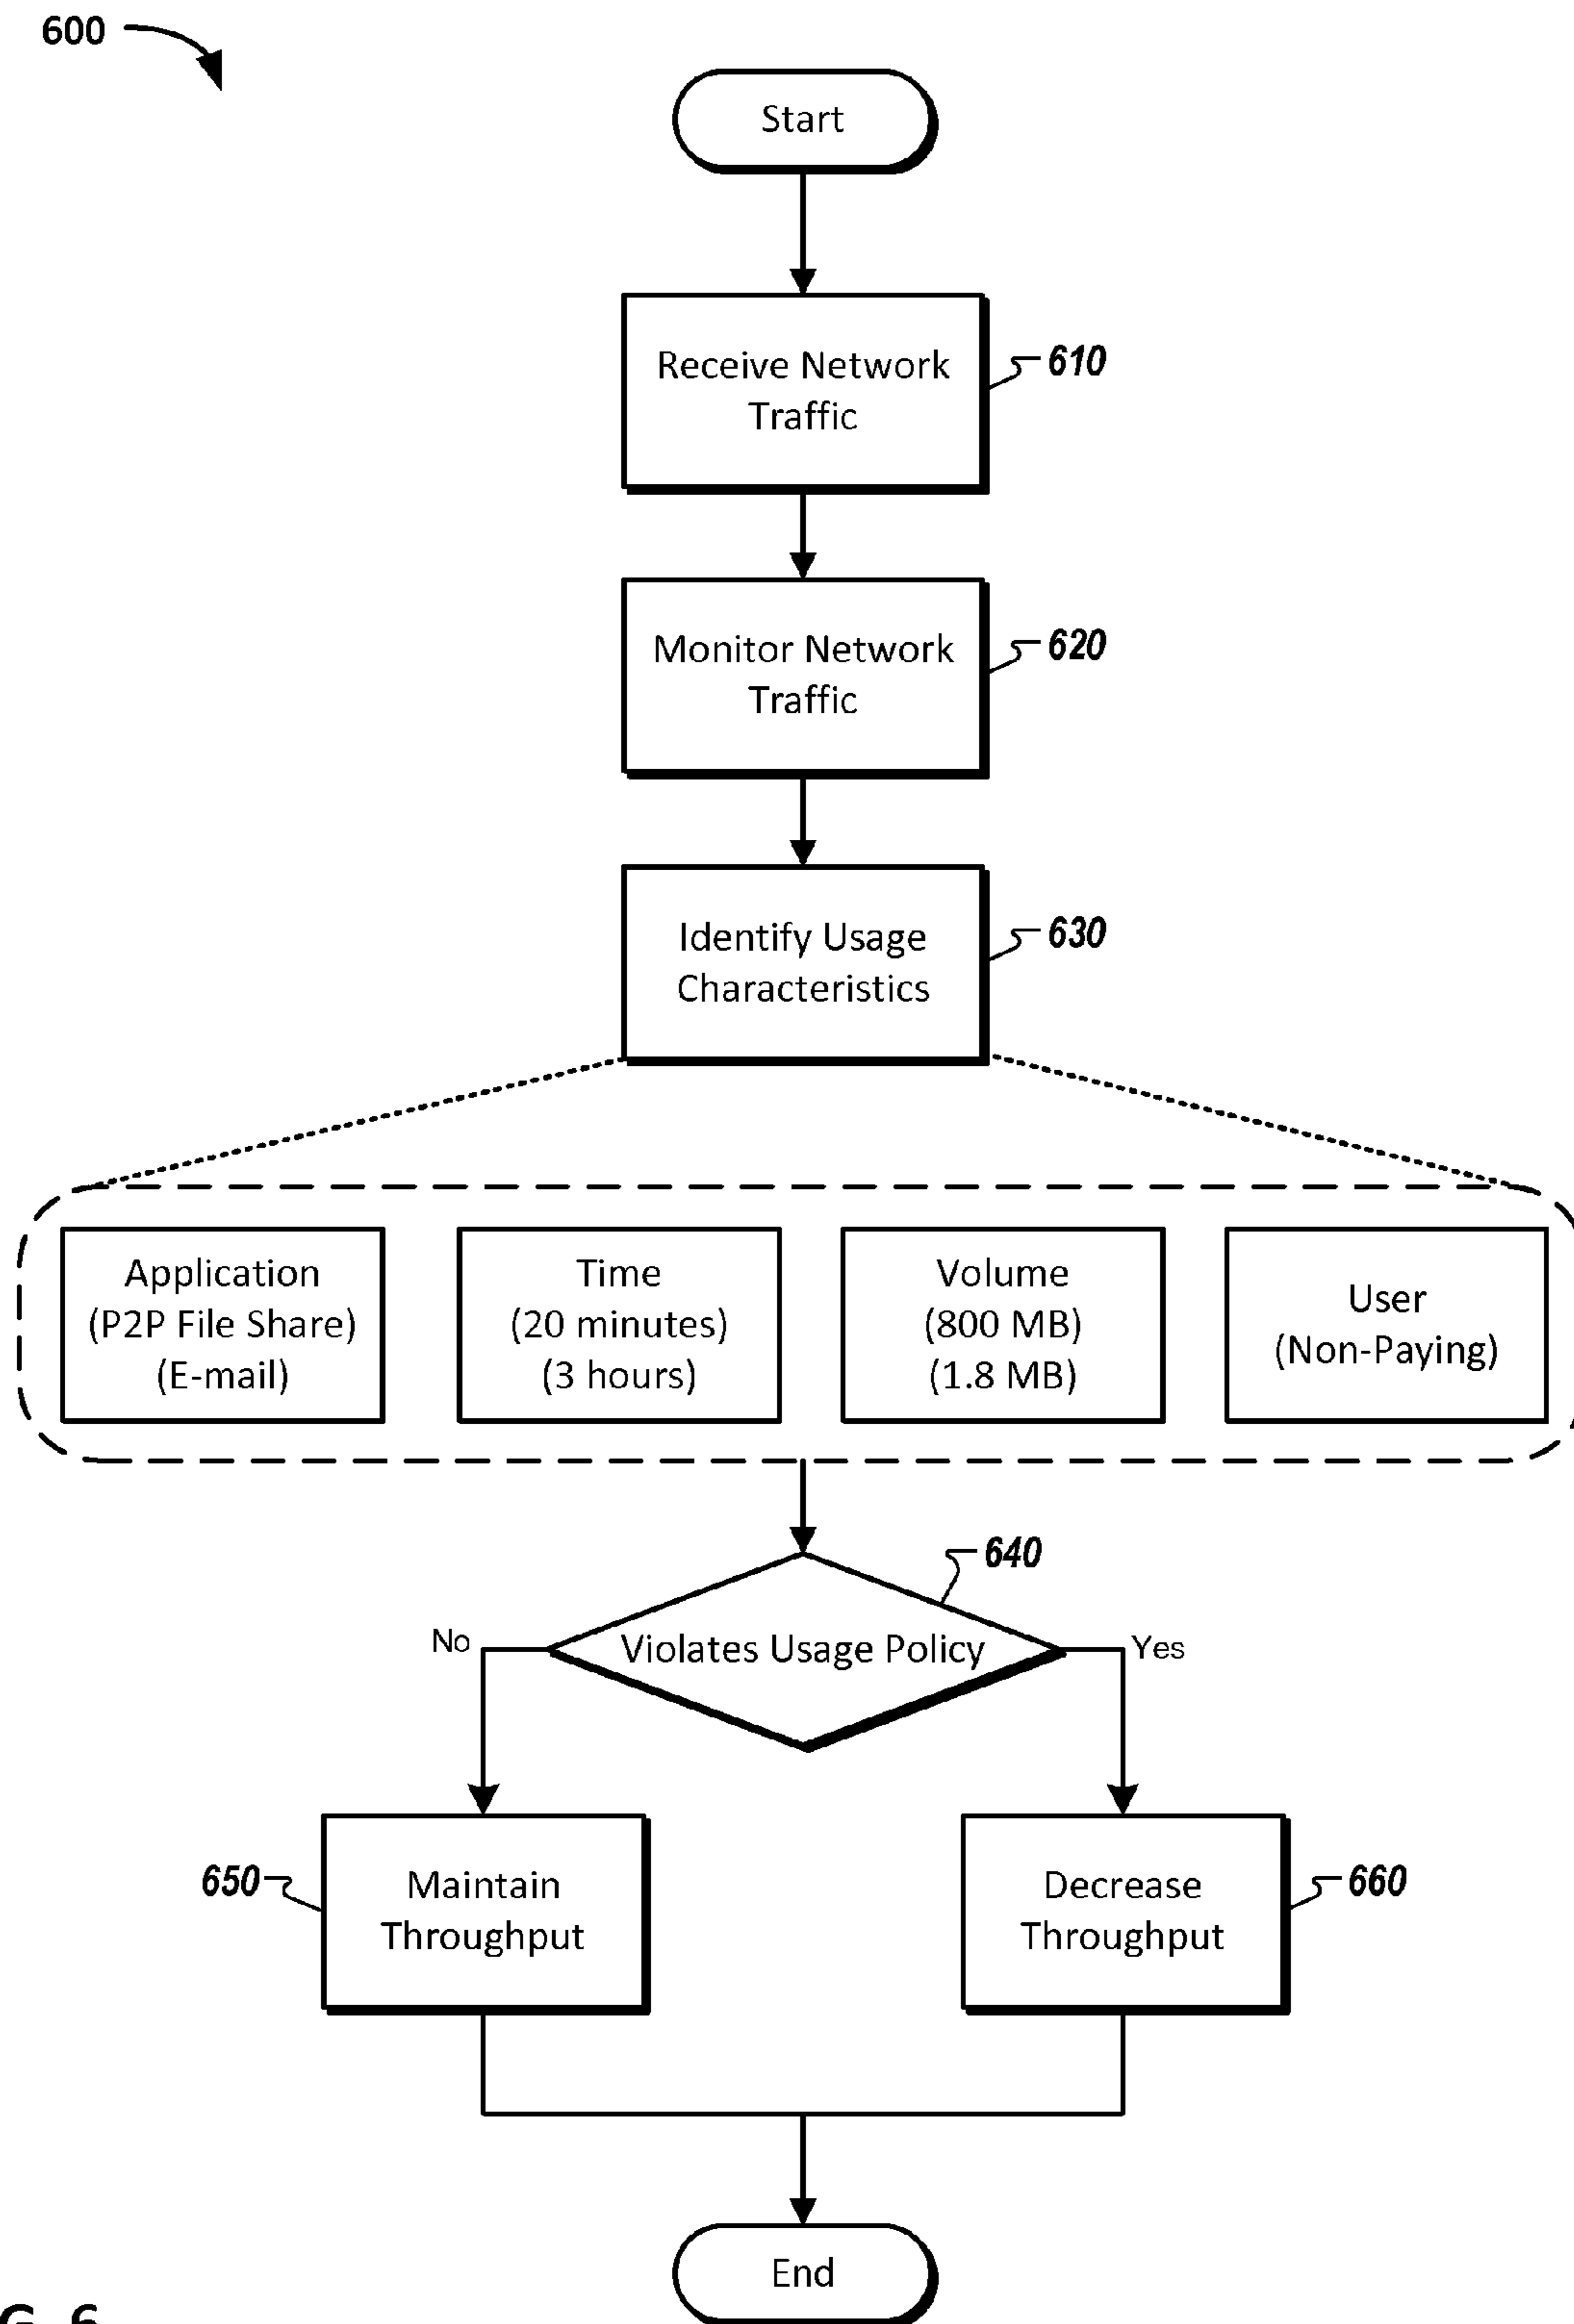 600
Start
Receive Network
Traffic
610
Monitor Network
Traffic
620
Identify Usage
Characteristics
630
Application
(P2P File Share)
(E-mail)
Time
(20 minutes)
(3 hours)
Volume
(800 MB)
(1.8 MB)
User
(Non-Paying)
640
No
Violates Usage Policy
Yes
650
Maintain
Throughput
Decrease
Throughput
660
End